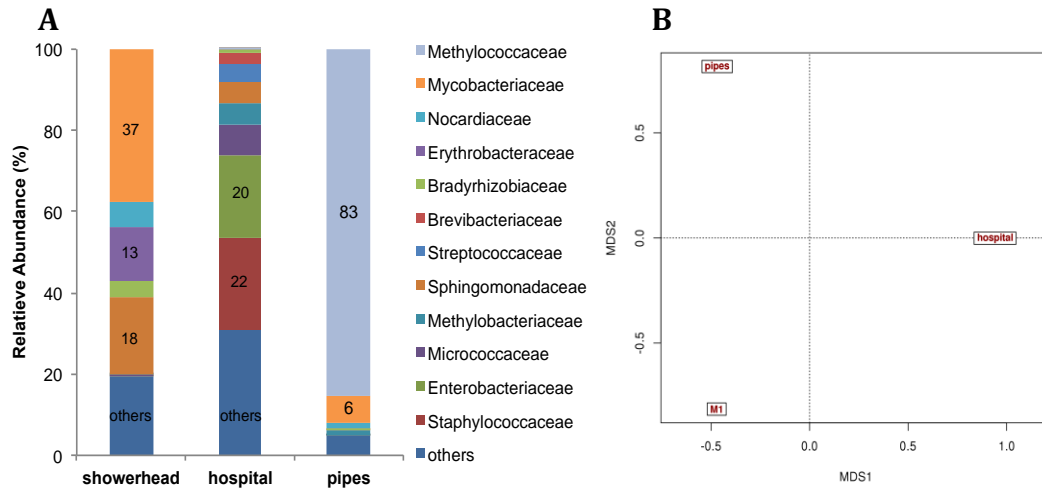 A
Relatieve Abundance (%)
100
80
60
40
20
0
37
13
18
others
20
22
others
83
6
showerhead hospital pipes
Methylococcaceae
Mycobacteriaceae
Nocardiaceae
Erythrobacteraceae
Bradyrhizobiaceae
Brevibacteriaceae
Streptococcaceae
Sphingomonadaceae
Methylobacteriaceae
Micrococcaceae
Enterobacteriaceae
Staphylococcaceae
others
B
MDS2
0.5
0.0
-0.5
pipes
hospital
M1
-0.5 0.0 0.5 1.0
MDS1